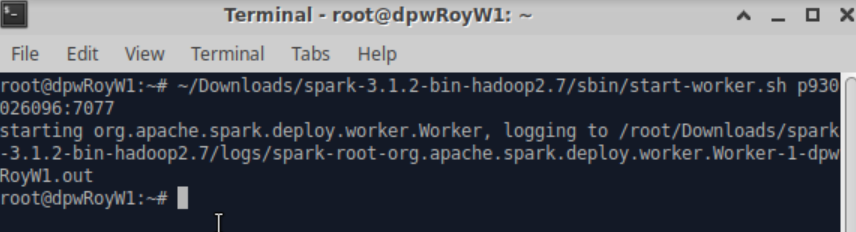 Terminal - root@dpwRoyW1: ~
File Edit View Terminal Tabs Help
root@dpwRoyW1:~# ~/Downloads/spark-3.1.2-bin-hadoop2.7/sbin/start-worker.sh p930
026096:7077
starting org.apache.spark.deploy.worker.Worker, logging to /root/Downloads/spark
-3.1.2-bin-hadoop2.7/logs/spark-root-org.apache.spark.deploy.worker.Worker-1-dpw
RoyW1.out
root@dpwRoyW1:~#